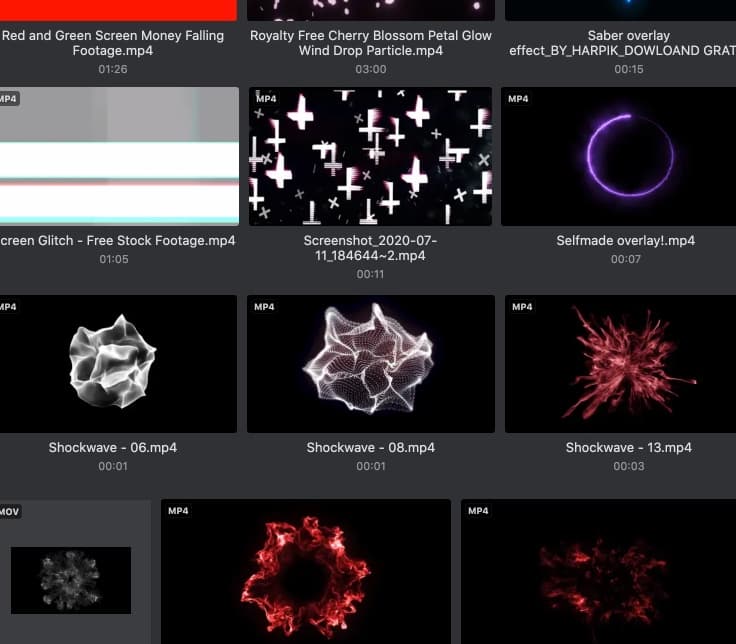 Red and Green Screen Money Falling
Footage.mp4
01:26
Royalty Free Cherry Blossom Petal Glow
Wind Drop Particle.mp4
03:00
Saber overlay
effect_BY_HARPIK_DOWLOAND GRAT
00:15
MP4
creen Glitch - Free Stock Footage.mp4
01:05
MP4
Screenshot_2020-07-
11_184644~2.mp4
00:11
MP4
Selfmade overlay!.mp4
00:07
MP4
Shockwave - 06.mp4
00:01
MP4
Shockwave - 08.mp4
00:01
MP4
Shockwave - 13.mp4
00:03
MOV
MP4
MP4